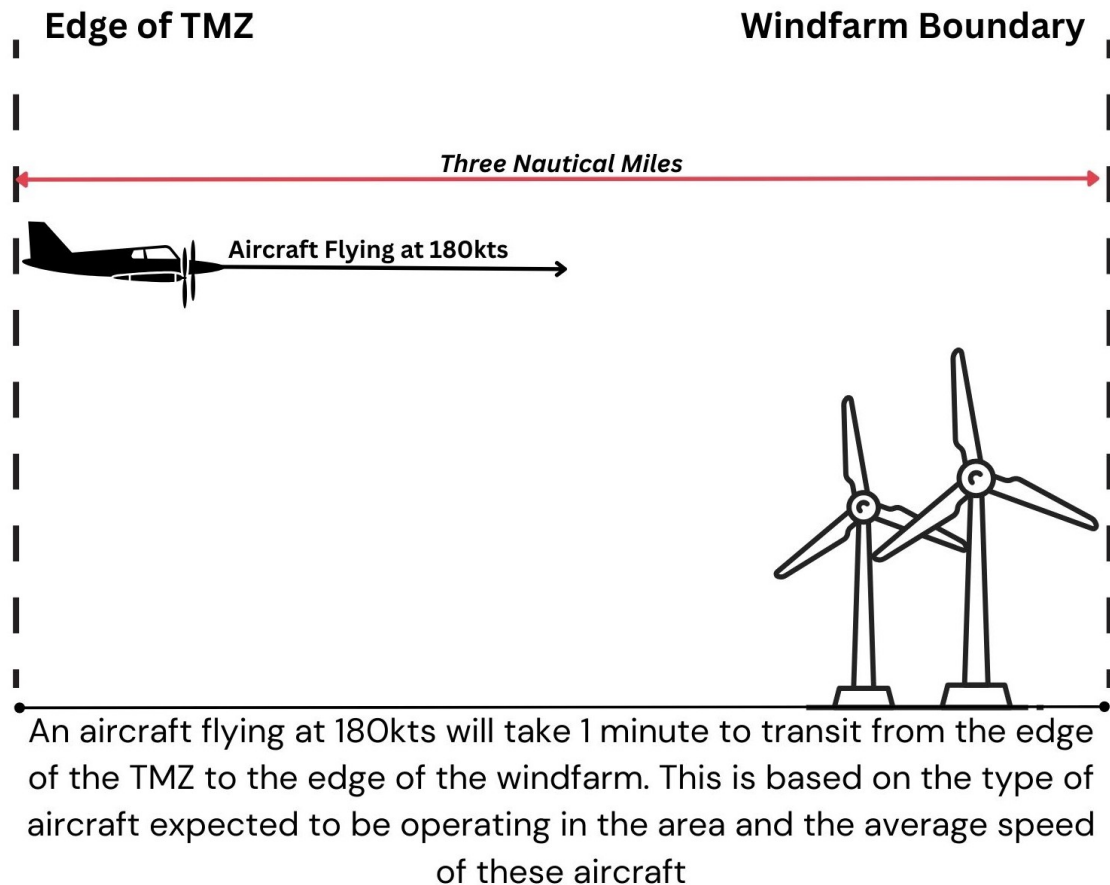 Edge of TMZ
Windfarm Boundary
Three Nautical Miles
Aircraft Flying at 180kts
An aircraft flying at 180kts will take 1 minute to transit from the edge
of the TMZ to the edge of the windfarm. This is based on the type of
aircraft expected to be operating in the area and the average speed
of these aircraft